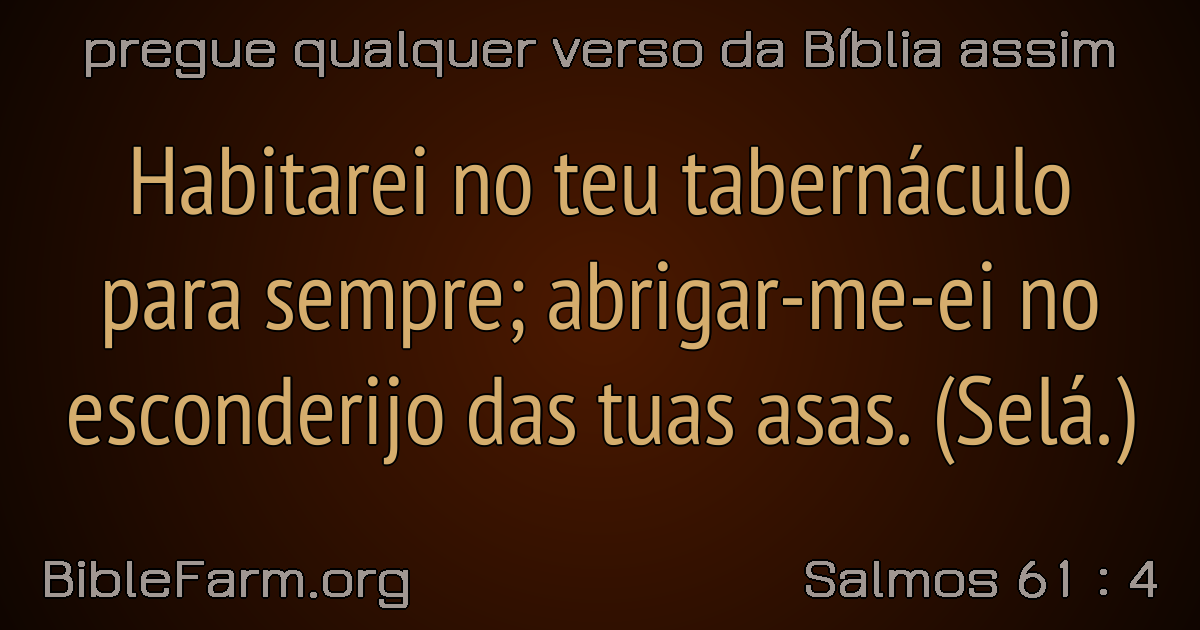 pregue qualquer verso da Bíblia assim
Habitarei no teu tabernáculo
para sempre; abrigar-me-ei no
esconderijo das tuas asas. (Selá.)
BibleFarm.org
Salmos 61 : 4